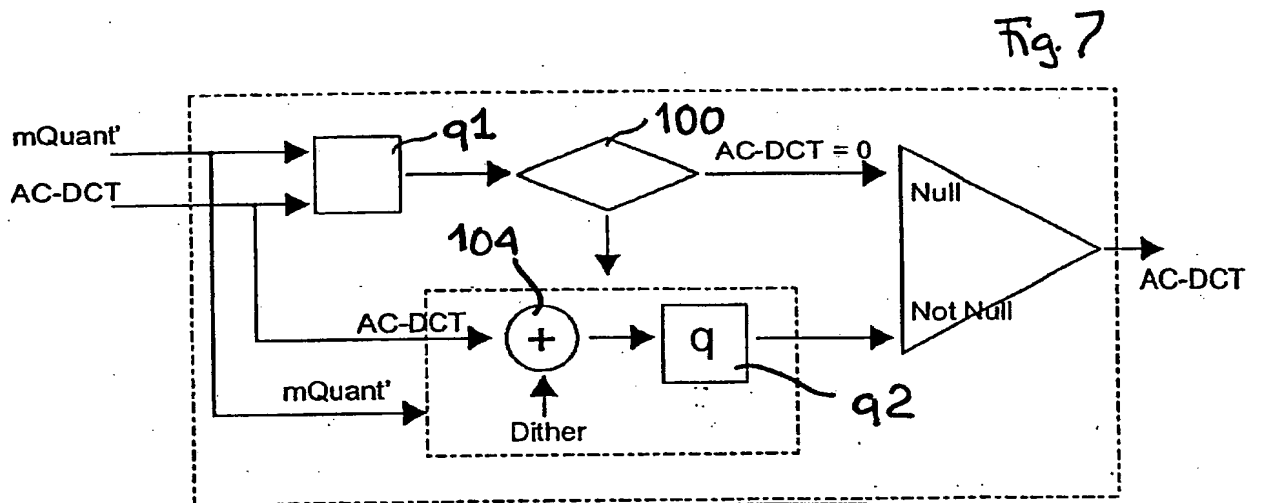 Fig. 7
mQuant'
q1
100
AC-DCT = 0
AC-DCT
Null
104
AC-DCT
Not Null
AC-DCT
+
q
mQuant'
q2
Dither